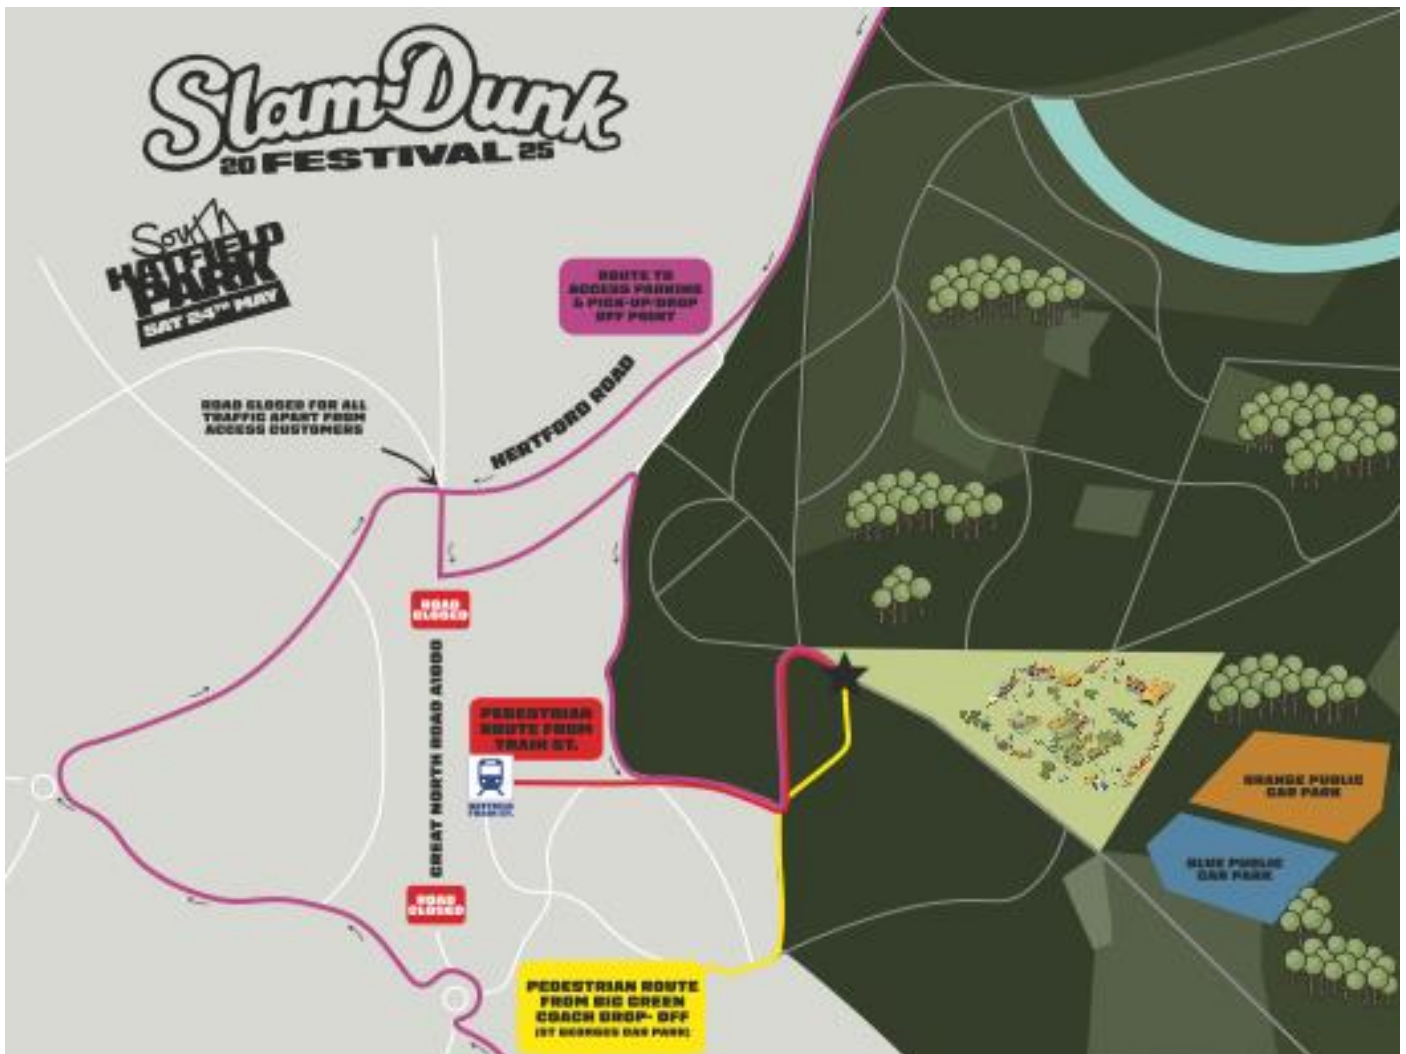 Slam Dunk
20 FESTIVAL 25
South
HATFIELD
PARK
SAT 24TH MAY
ROUTE TO
ACCESS PARKING
& PICK-UP/DROP
OFF POINT
HERTFORD ROAD
ROAD CLOSED FOR ALL
TRAFFIC APART FROM
ACCESS CUSTOMERS
ROAD
CLOSED
GREAT NORTH ROAD A1000
PEDESTRIAN
ROUTE FROM
TRAIN ST.
HATFIELD
TRAIN ST.
ORANGE PUBLIC
CAR PARK
BLUE PUBLIC
CAR PARK
ROAD
CLOSED
PEDESTRIAN ROUTE
FROM BIG GREEN
COACH DROP- OFF
(ST GEORGES CAR PARK)